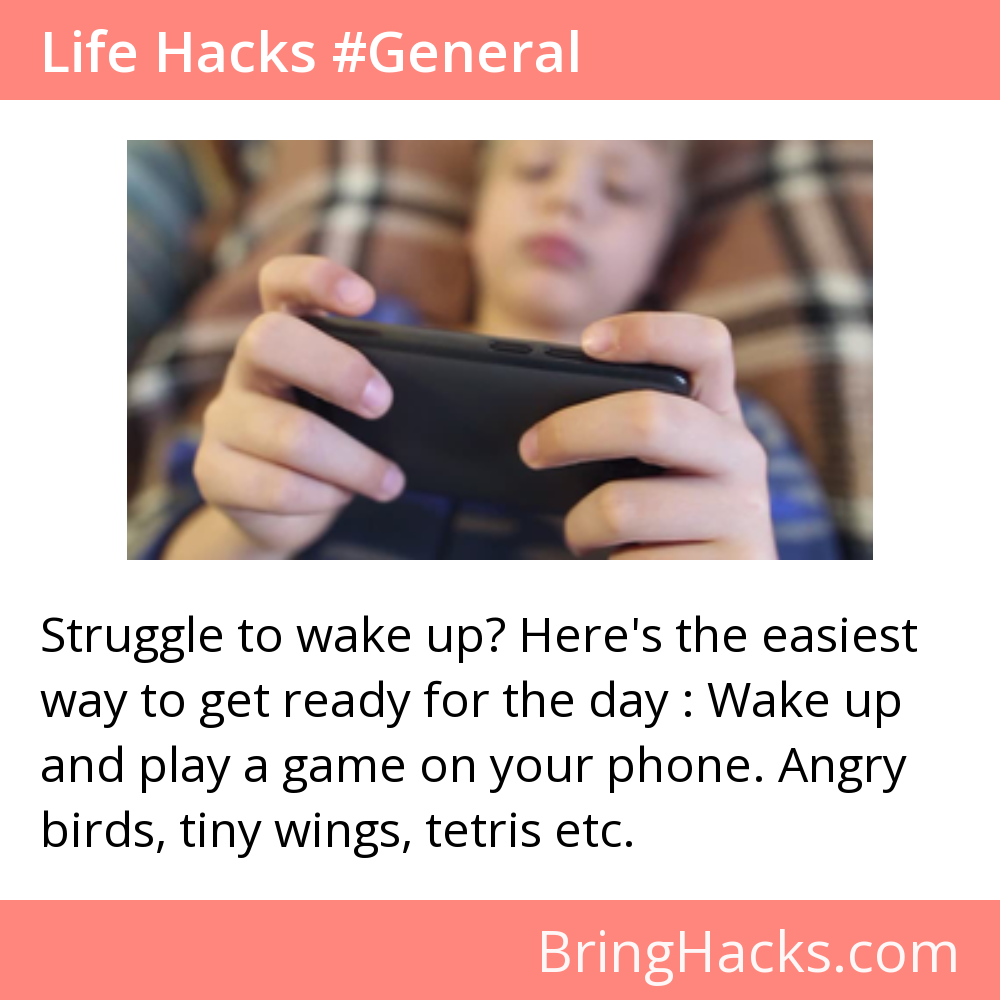 Life Hacks #General
Struggle to wake up? Here's the easiest
way to get ready for the day : Wake up
and play a game on your phone. Angry
birds, tiny wings, tetris etc.
BringHacks.com